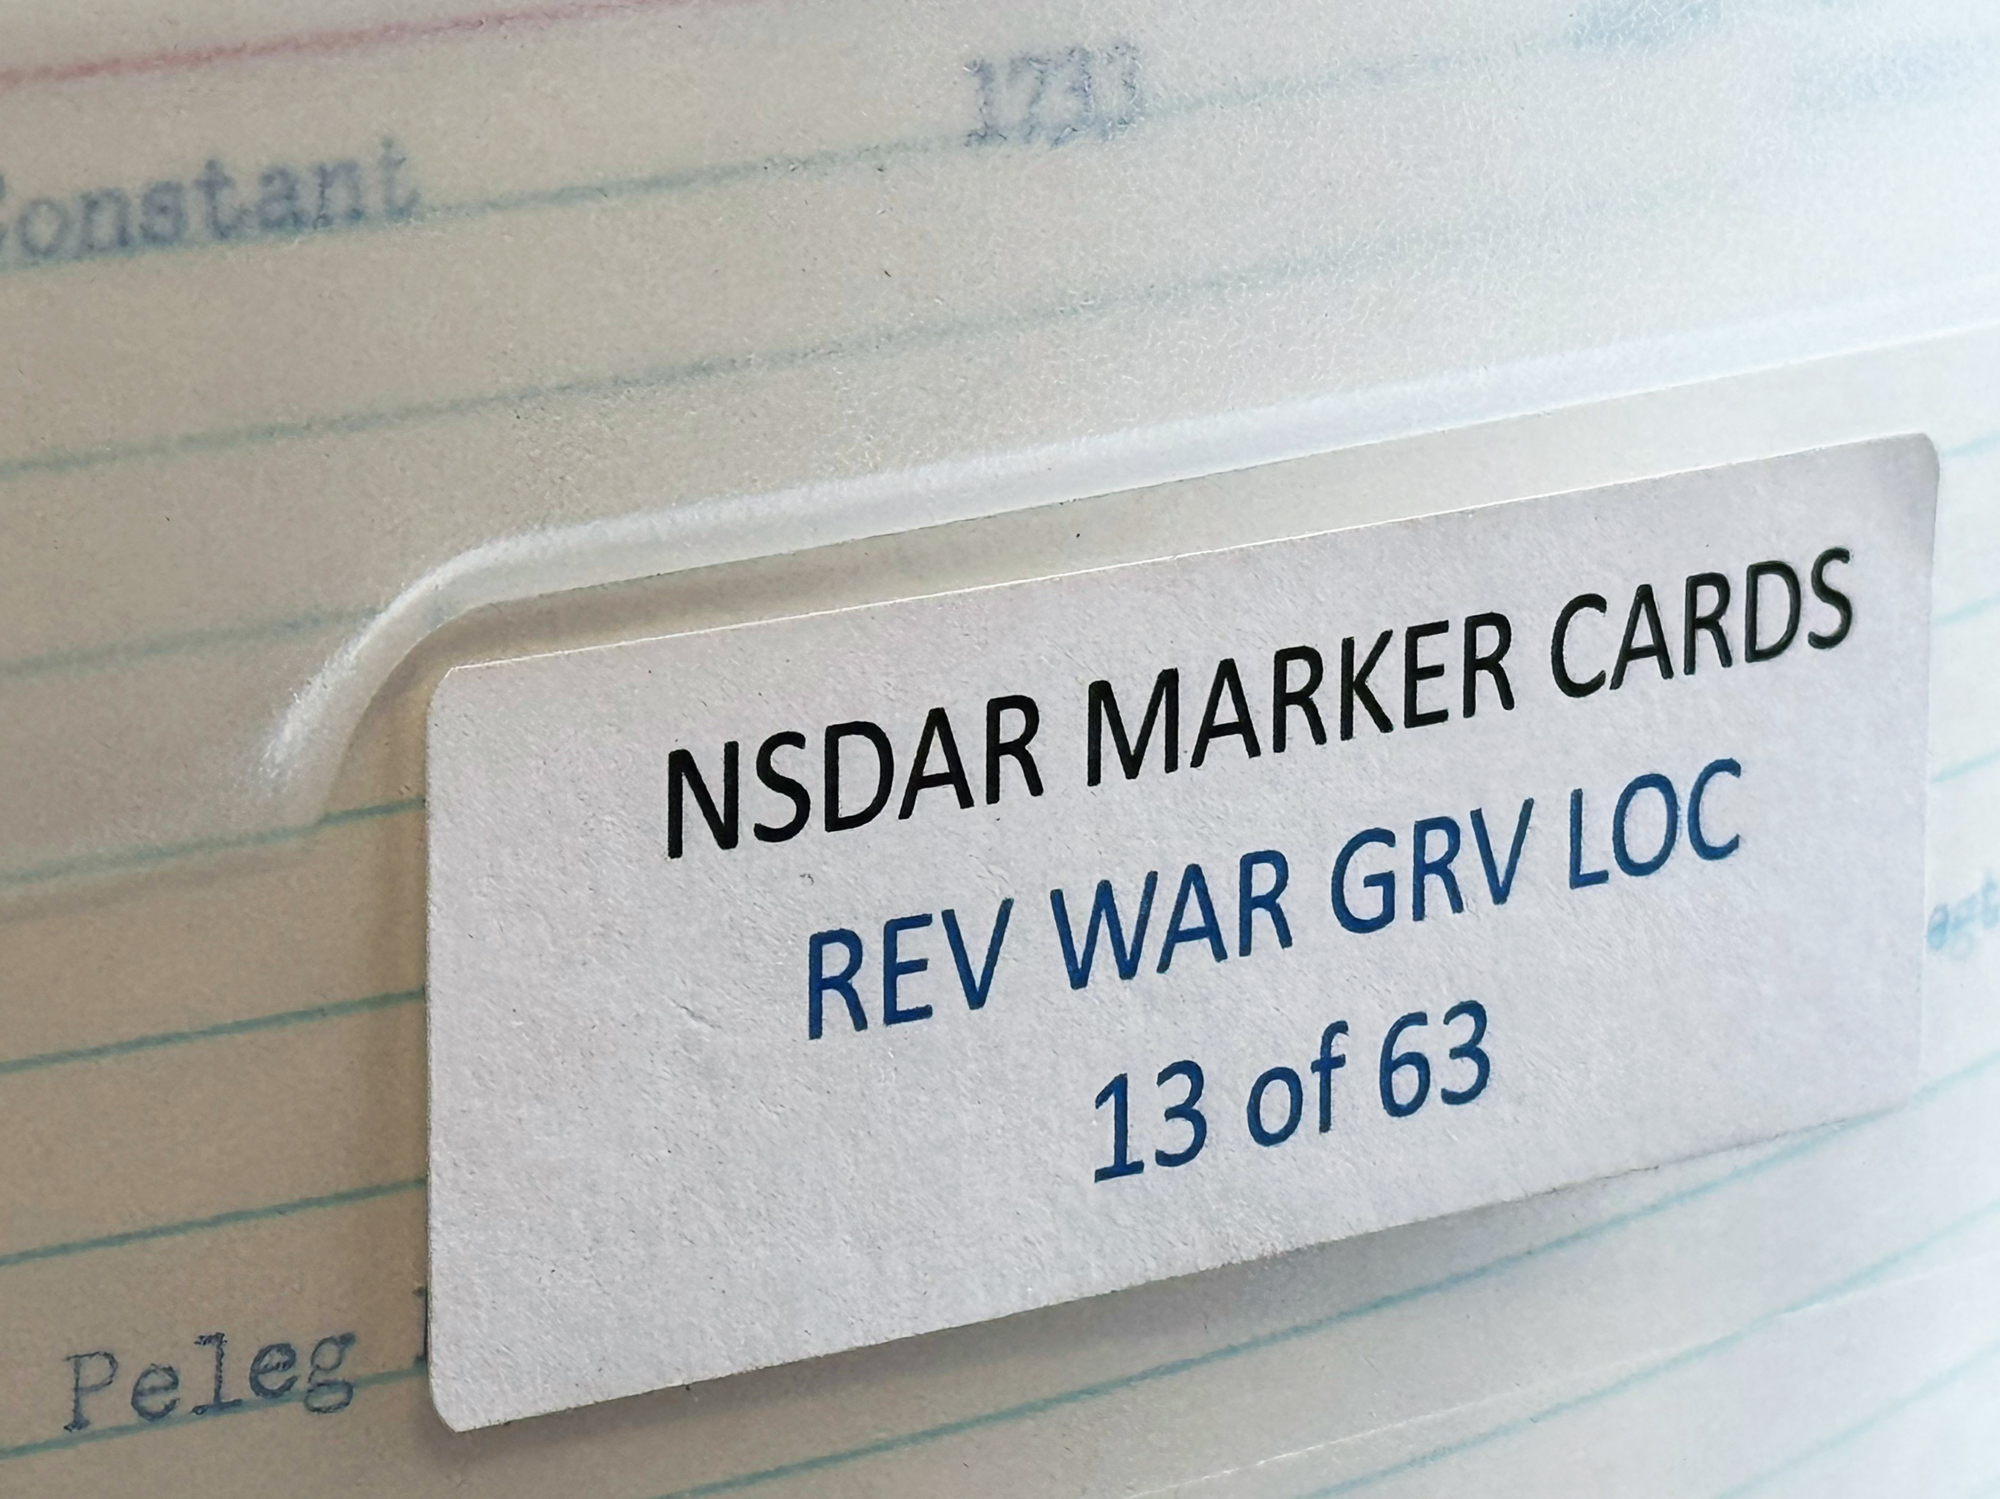 1733
Constant
NSDAR MARKER CARDS
REV WAR GRV LOC
13 of 63
Peleg